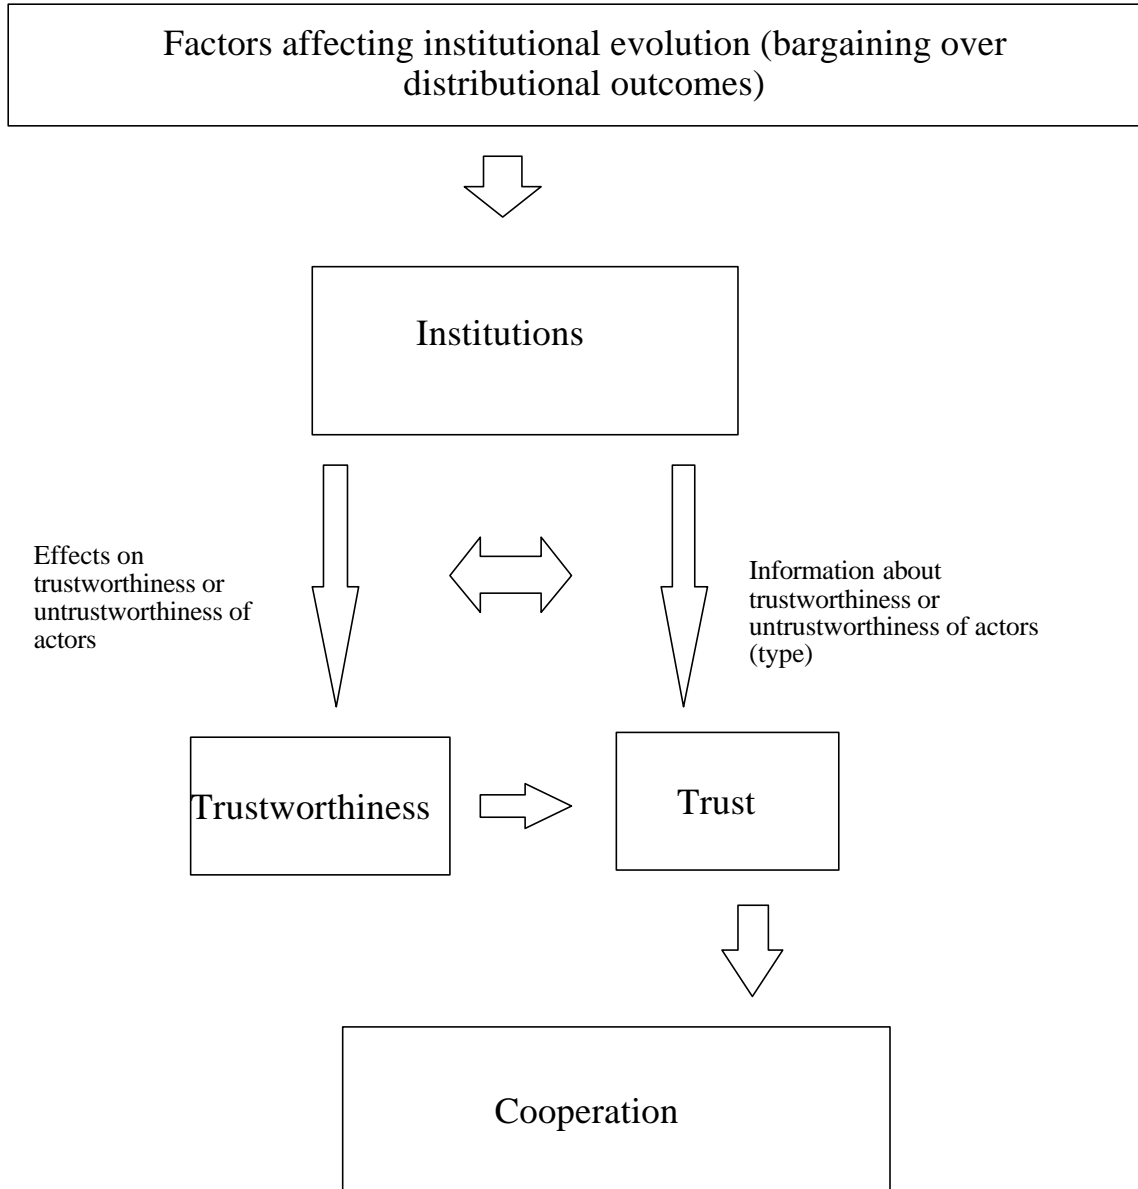 Factors affecting institutional evolution (bargaining over
distributional outcomes)
Institutions
Effects on
trustworthiness or
untrustworthiness of
actors
Information about
trustworthiness or
untrustworthiness of actors
(type)
Trustworthiness
Trust
Cooperation